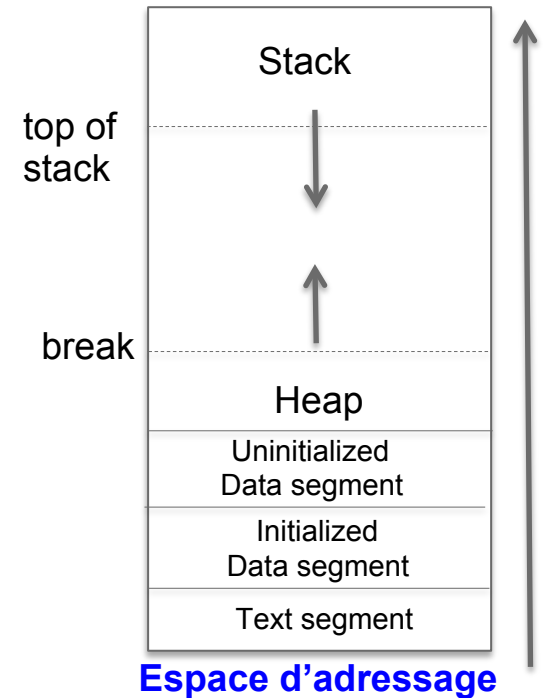 Stack
top of
stack
break
Heap
Uninitialized
Data segment
Initialized
Data segment
Text segment
Espace d'adressage